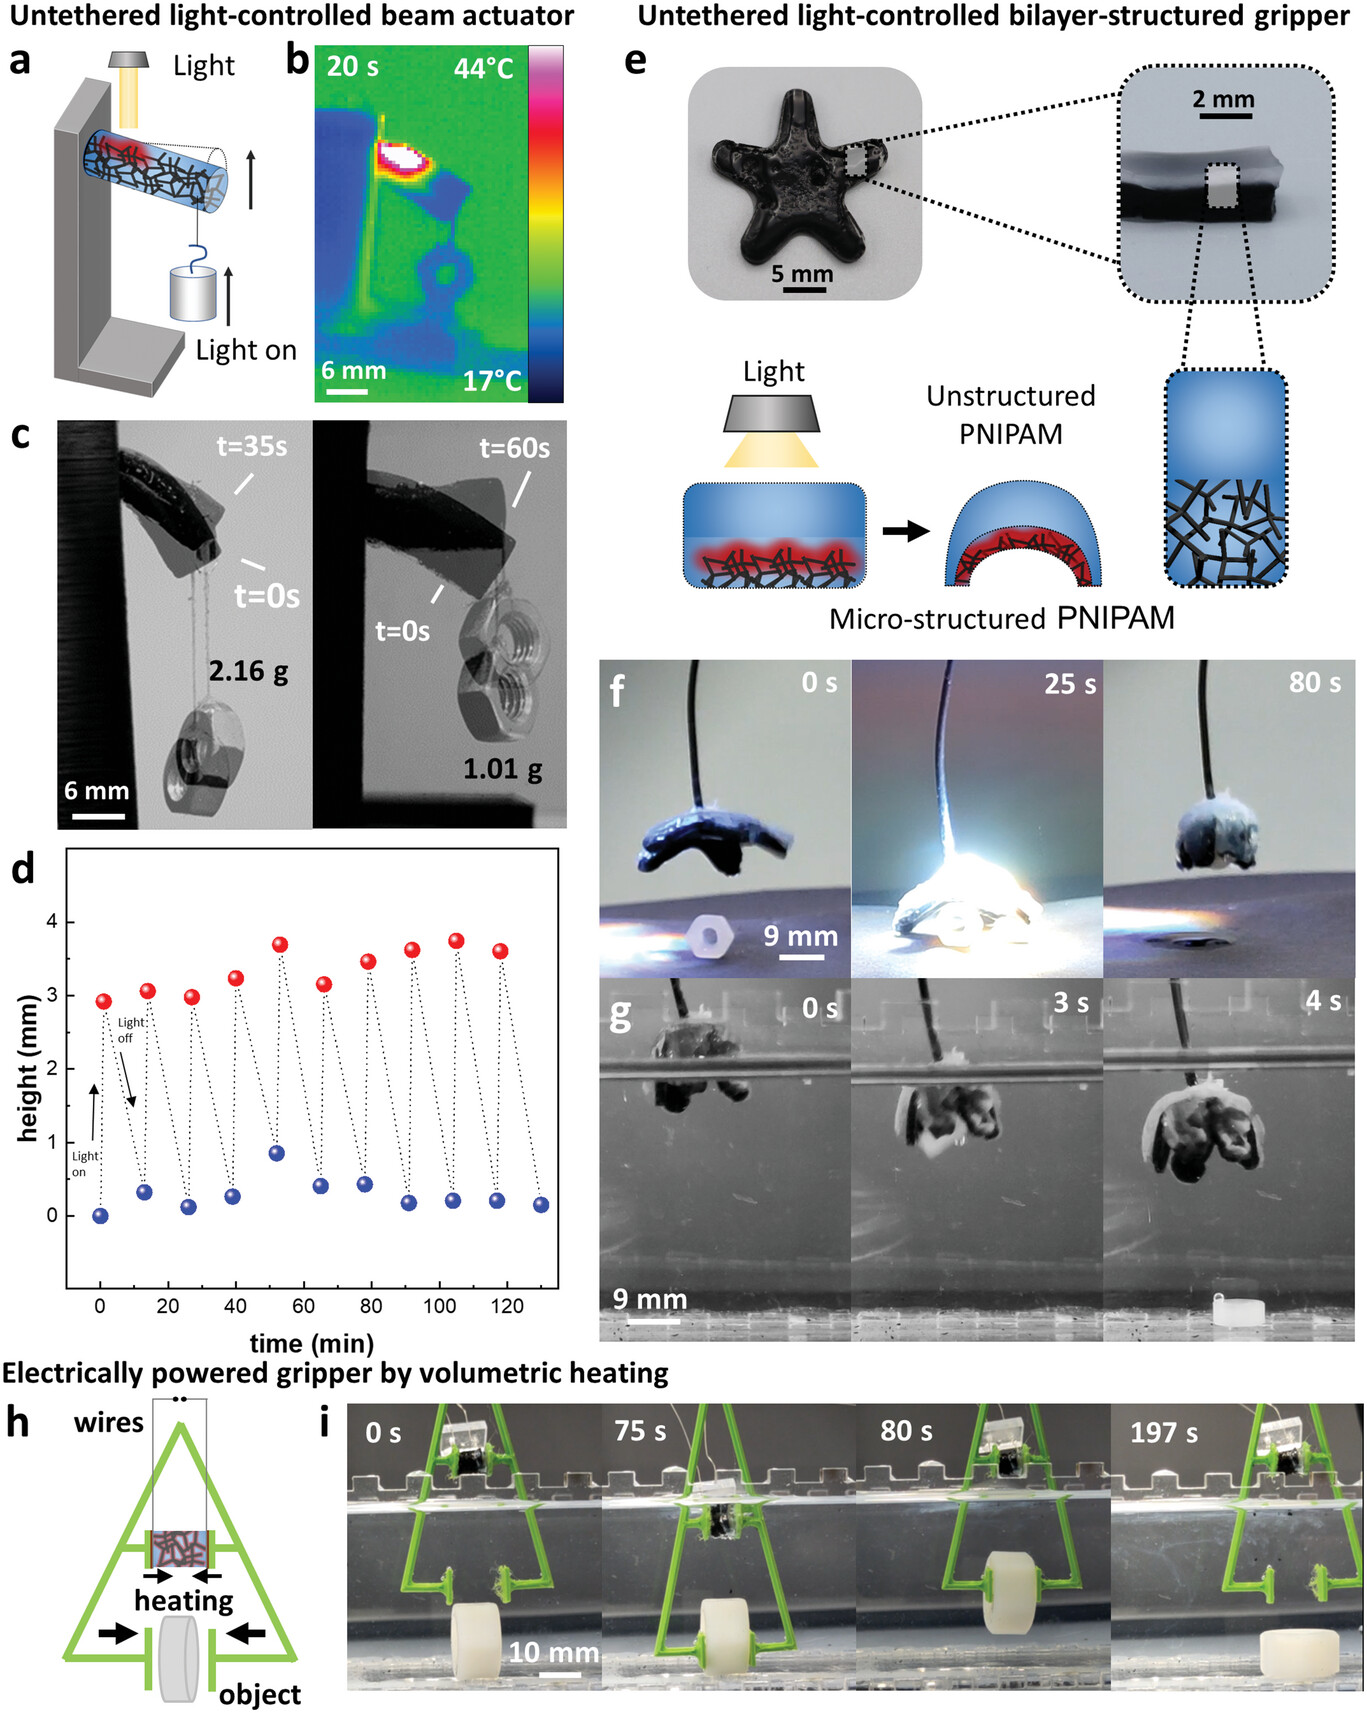 Untethered light-controlled beam actuator
Untethered light-controlled bilayer-structured gripper
a
Light
Light on
b
20 s
44°C
6 mm
17°C
c
t=35s
t=0s
2.16 g
6 mm
t=60s
t=0s
1.01 g
d
height (mm)
4
3
2
1
0
Light
off
Light
on
0
20
40
60
80
100
120
time (min)
e
5 mm
2 mm
Light
Unstructured
PNIPAM
Micro-structured PNIPAM
f
0 s
9 mm
25 s
80 s
g
0s
9 mm
3 s
4 s
Electrically powered gripper by volumetric heating
h
wires
heating
object
i
0 s
10 mm
75 s
80 s
197 s